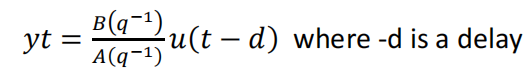 yt = B(q⁻¹)/A(q⁻¹) u(t − d) where -d is a delay